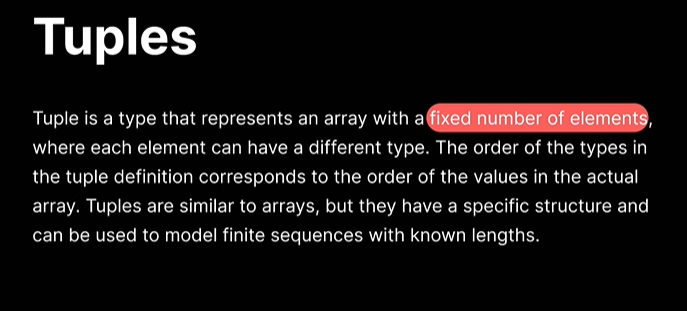 Tuples
Tuple is a type that represents an array with a fixed number of elements,
where each element can have a different type. The order of the types in
the tuple definition corresponds to the order of the values in the actual
array. Tuples are similar to arrays, but they have a specific structure and
can be used to model finite sequences with known lengths.